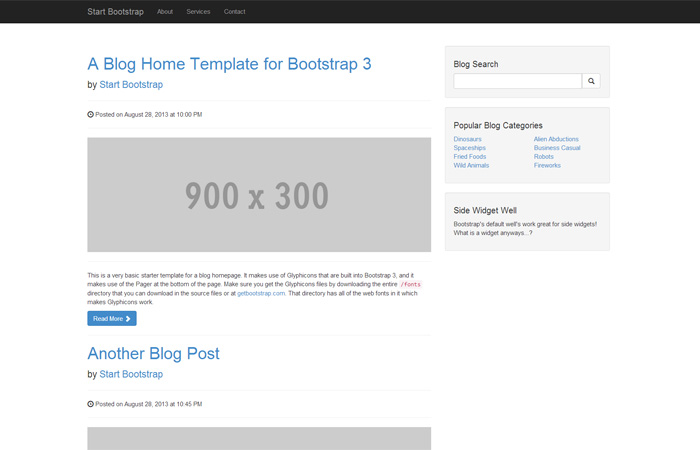 Start Bootstrap About Services Contact
A Blog Home Template for Bootstrap 3
by Start Bootstrap
Posted on August 28, 2013 at 10:00 PM
900 x 300
This is a very basic starter template for a blog homepage. It makes use of Glyphicons that are built into Bootstrap 3, and it
makes use of the Pager at the bottom of the page. Make sure you get the Glyphicons files by downloading the entire /fonts
directory that you can download in the source files or at getbootstrap.com. That directory has all of the web fonts in it which
makes Glyphicons work.
Read More
Another Blog Post
by Start Bootstrap
Posted on August 28, 2013 at 10:45 PM
Blog Search
Popular Blog Categories
Dinosaurs
Spaceships
Fried Foods
Wild Animals
Alien Abductions
Business Casual
Robots
Fireworks
Side Widget Well
Bootstrap's default well's work great for side widgets!
What is a widget anyways...?